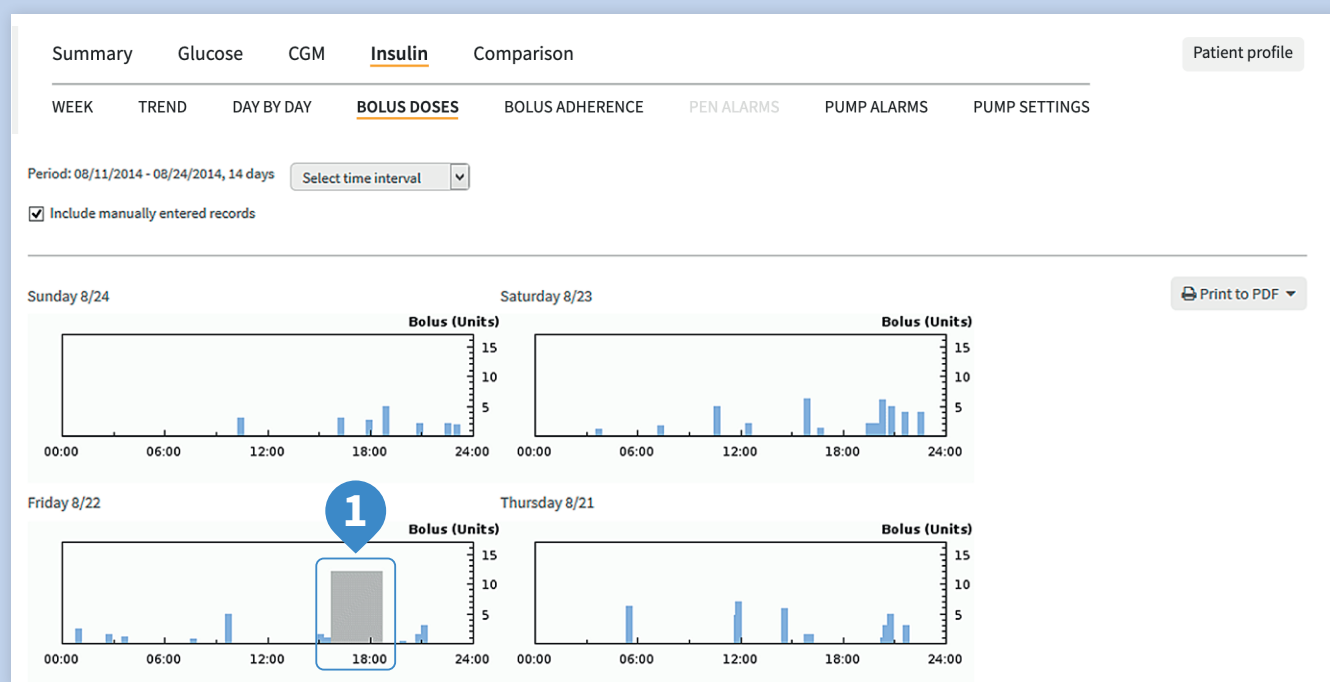 Summary Glucose CGM Insulin Comparison Patient profile
WEEK TREND DAY BY DAY BOLUS DOSES BOLUS ADHERENCE PEN ALARMS PUMP ALARMS PUMP SETTINGS
Period: 08/11/2014 - 08/24/2014, 14 days Select time interval
Include manually entered records
Print to PDF
Sunday 8/24
Bolus (Units)
15
10
5
00:00 06:00 12:00 18:00 24:00
Saturday 8/23
Bolus (Units)
15
10
5
00:00 06:00 12:00 18:00 24:00
Friday 8/22
1
Bolus (Units)
15
10
5
00:00 06:00 12:00 18:00 24:00
Thursday 8/21
Bolus (Units)
15
10
5
00:00 06:00 12:00 18:00 24:00